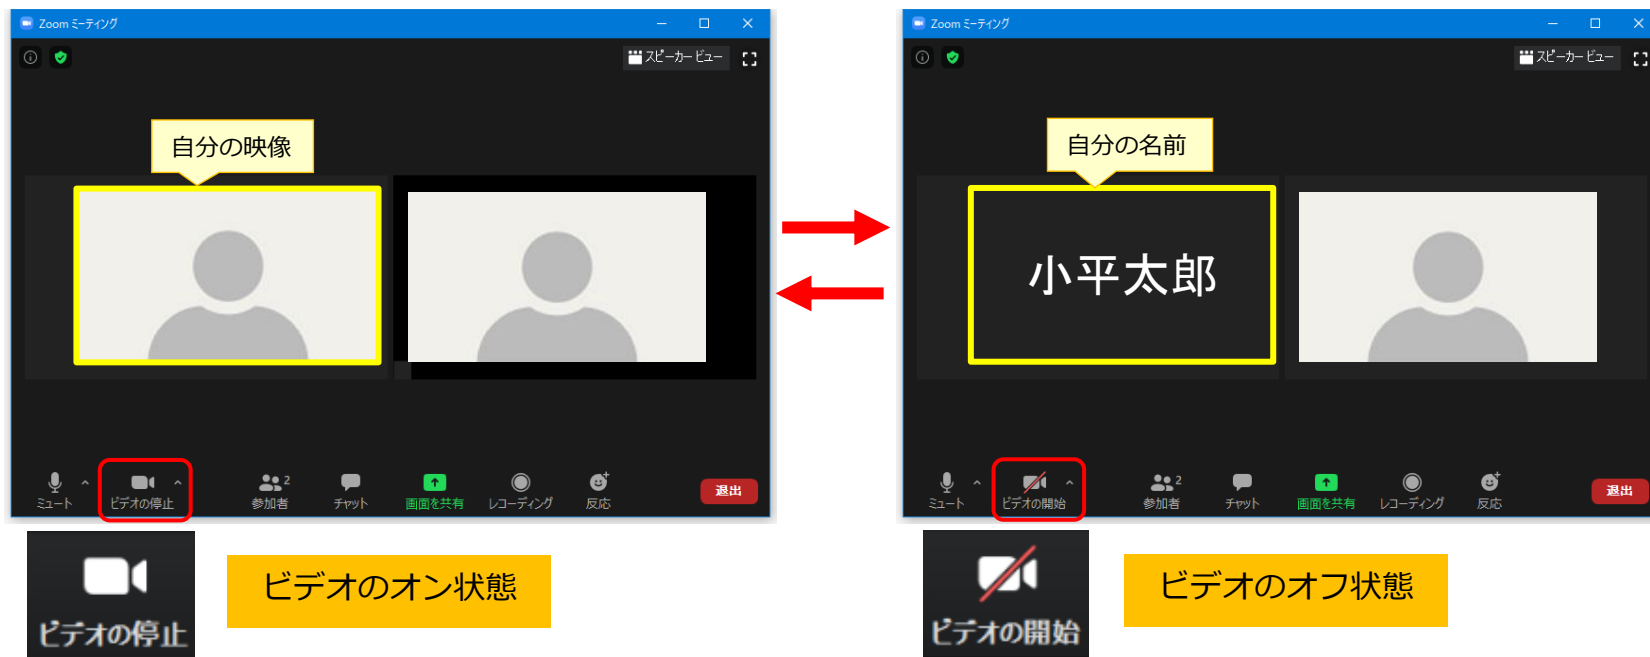 Zoom ミーティング
スピーカー ビュー
自分の映像
ミュート
ビデオの停止
2
参加者
チャット
画面を共有
レコーディング
反応
退出
ビデオの停止
ビデオのオン状態
Zoom ミーティング
スピーカー ビュー
自分の名前
小平太郎
ミュート
ビデオの開始
2
参加者
チャット
画面を共有
レコーディング
反応
退出
ビデオの開始
ビデオのオフ状態